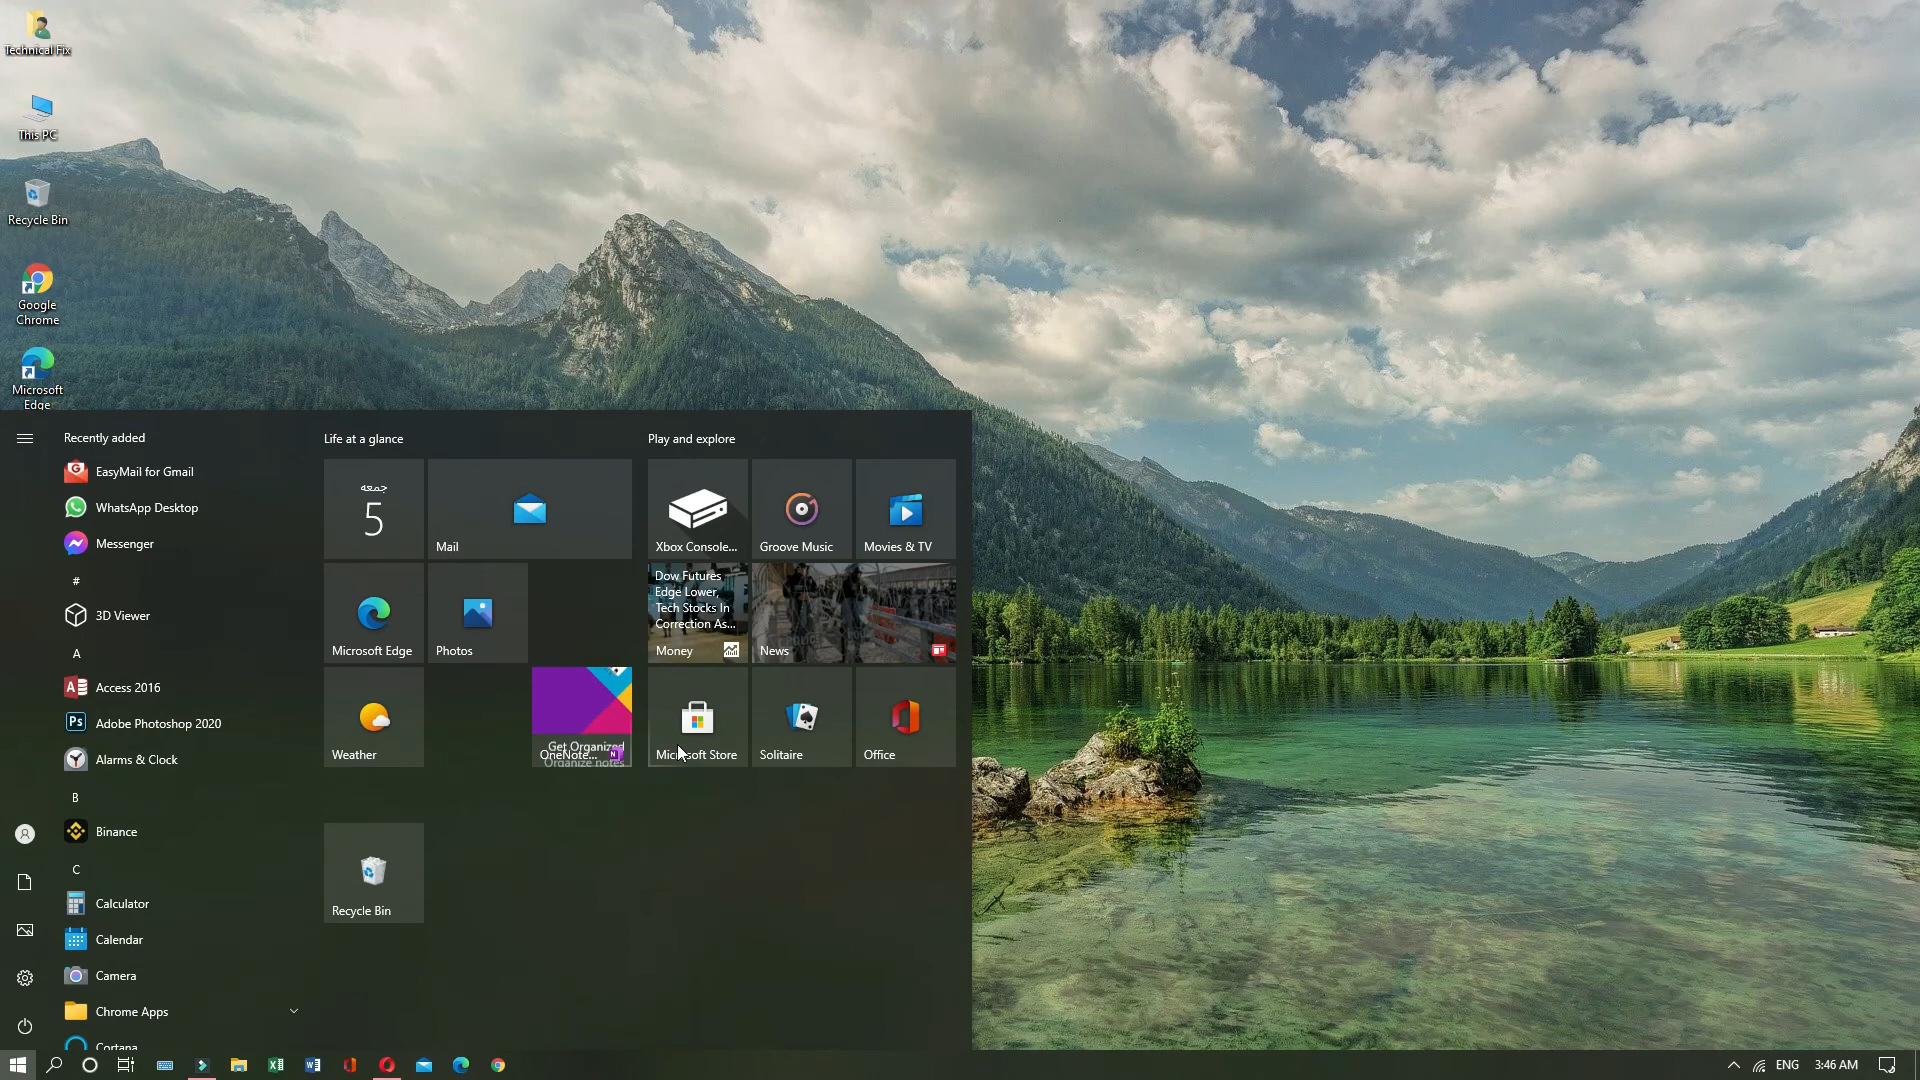 Technical Fix
This PC
Recycle Bin
Google
Chrome
Microsoft
Edge
Recently added
EasyMail for Gmail
WhatsApp Desktop
Messenger
#
3D Viewer
A
Access 2016
Adobe Photoshop 2020
Alarms & Clock
B
Binance
C
Calculator
Calendar
Camera
Chrome Apps
Cortana
Life at a glance
جمعه
5
Mail
Microsoft Edge
Photos
Weather
Get Organized
OneNote...
Organize notes
Recycle Bin
Play and explore
Xbox Console...
Groove Music
Movies & TV
Dow Futures
Edge Lower,
Tech Stocks In
Correction As...
Money
News
Microsoft Store
Solitaire
Office
ENG
3:46 AM